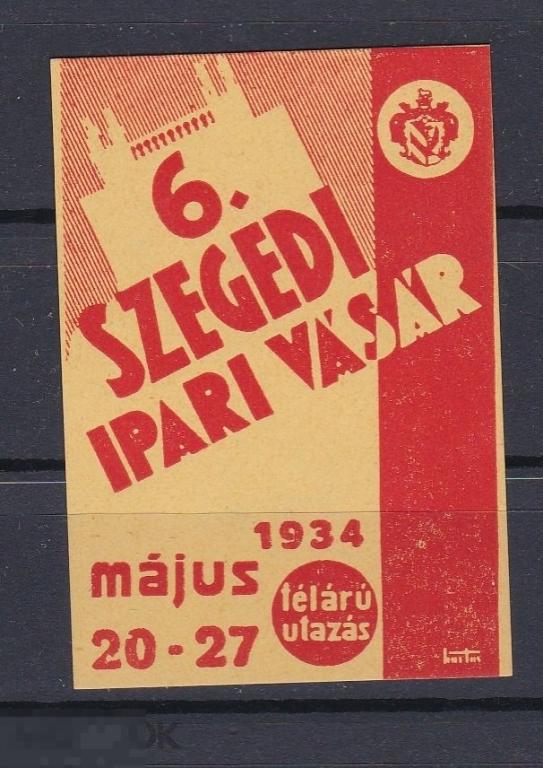 6.
SZEGEDI
IPARI VÁSÁR
1934
május
20-27
félárú
utazás